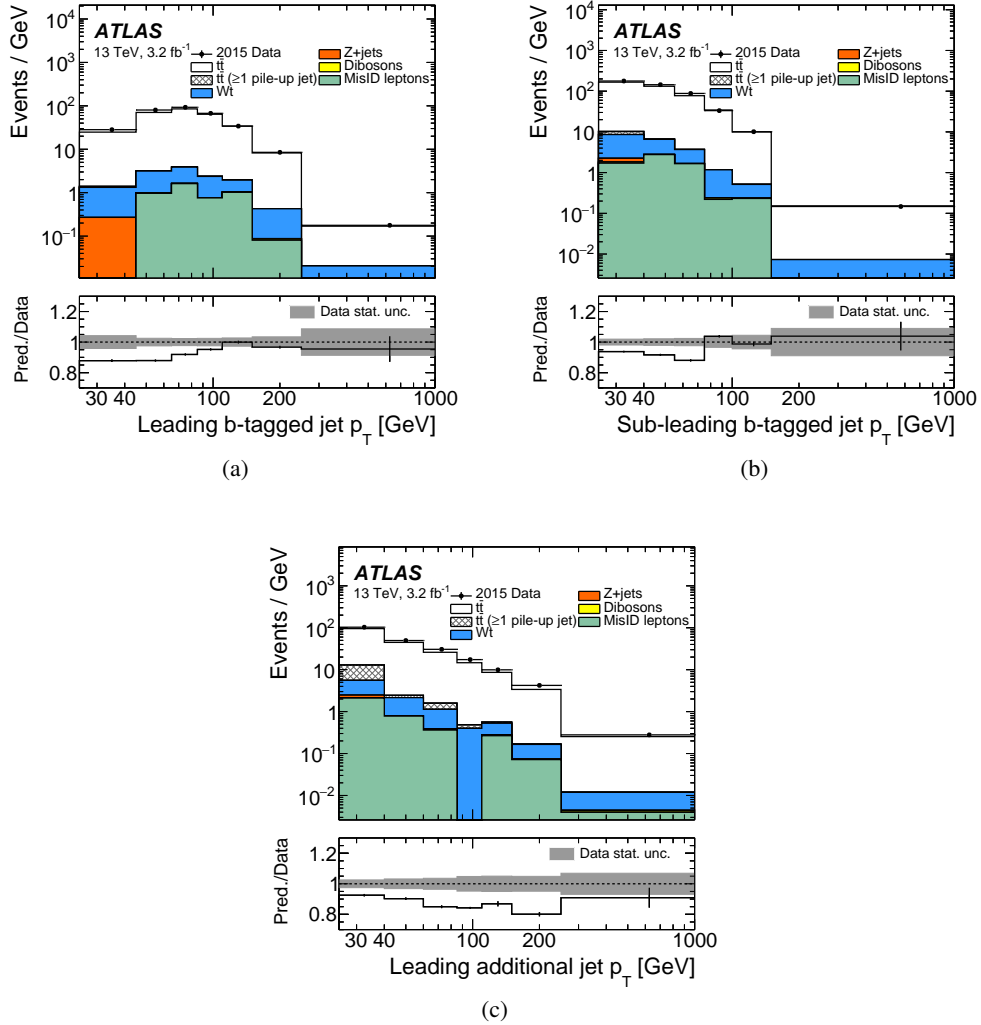 ATLAS
13 TeV, 3.2 fb⁻¹
2015 Data
tt̄
tt̄ (≥1 pile-up jet)
Wt
Z+jets
Dibosons
MisID leptons
Events / GeV
10⁴
10³
10²
10
1
10⁻¹
Data stat. unc.
Pred./Data
1.2
1
0.8
30 40 100 200 1000
Leading b-tagged jet p_T [GeV]
(a)
ATLAS
13 TeV, 3.2 fb⁻¹
2015 Data
tt̄
tt̄ (≥1 pile-up jet)
Wt
Z+jets
Dibosons
MisID leptons
Events / GeV
10⁴
10³
10²
10
1
10⁻¹
10⁻²
Data stat. unc.
Pred./Data
1.2
1
0.8
30 40 100 200 1000
Sub-leading b-tagged jet p_T [GeV]
(b)
ATLAS
13 TeV, 3.2 fb⁻¹
2015 Data
tt̄
tt̄ (≥1 pile-up jet)
Wt
Z+jets
Dibosons
MisID leptons
Events / GeV
10³
10²
10
1
10⁻¹
10⁻²
Data stat. unc.
Pred./Data
1.2
1
0.8
30 40 100 200 1000
Leading additional jet p_T [GeV]
(c)